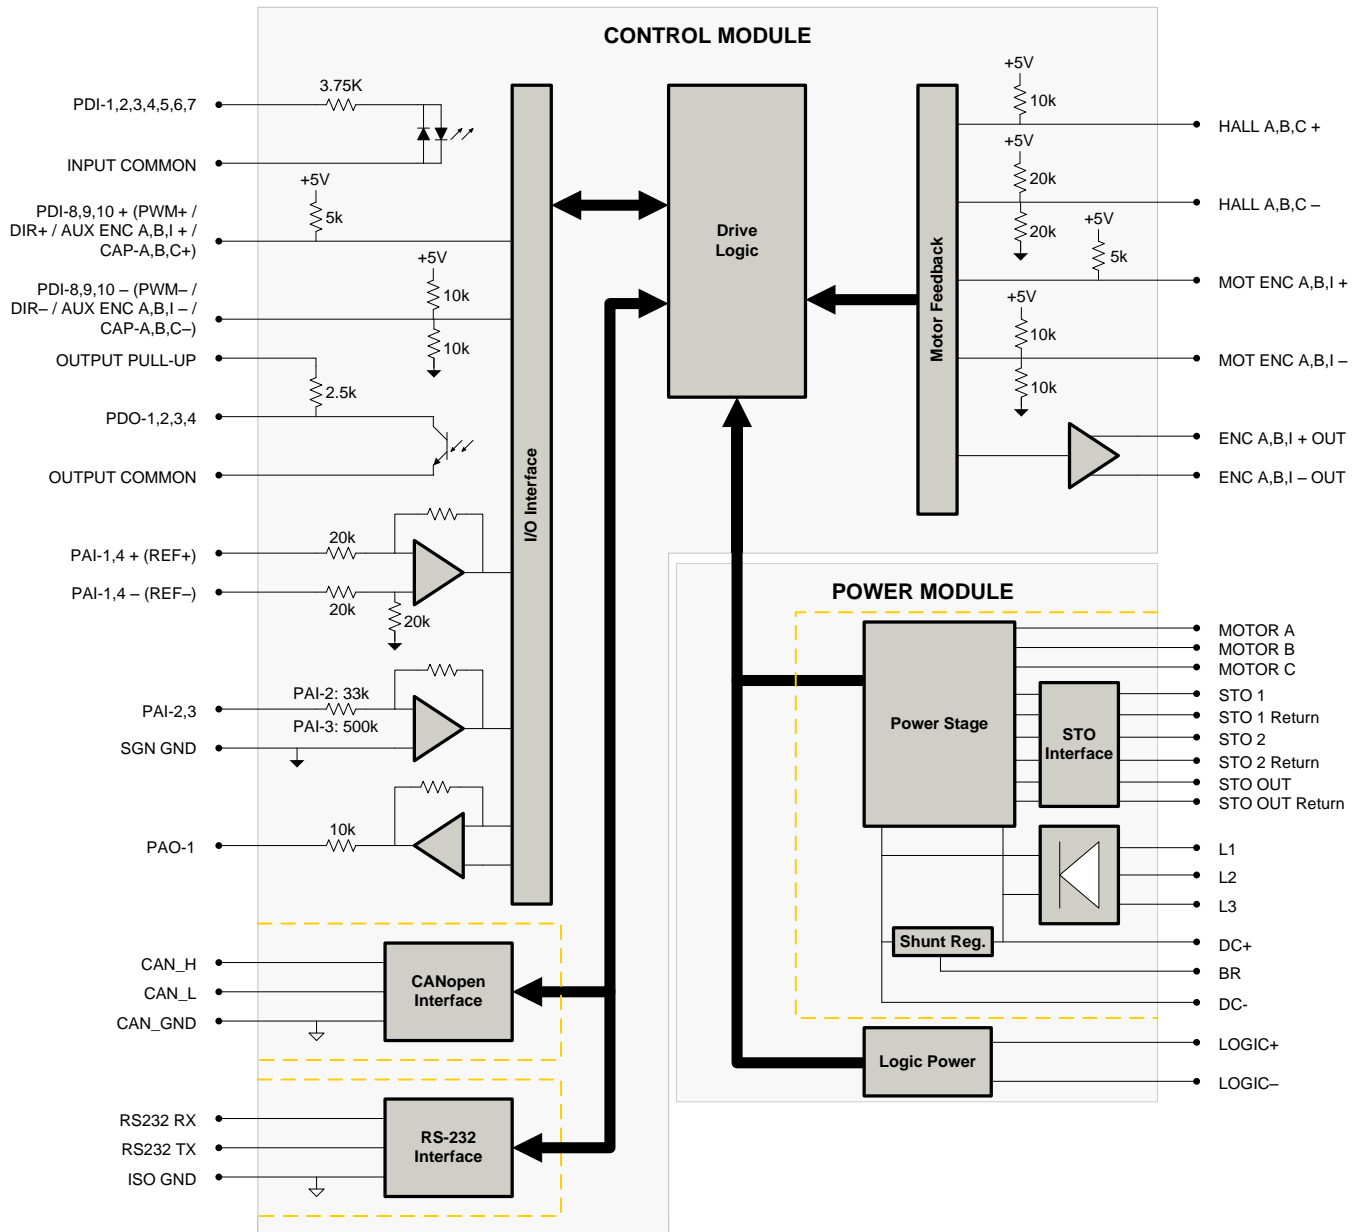 CONTROL MODULE
PDI-1,2,3,4,5,6,7
3.75K
INPUT COMMON
+5V
5k
PDI-8,9,10 + (PWM+ /
DIR+ / AUX ENC A,B,I + /
CAP-A,B,C+)
+5V
10k
10k
PDI-8,9,10 – (PWM– /
DIR– / AUX ENC A,B,I – /
CAP-A,B,C–)
OUTPUT PULL-UP
2.5k
PDO-1,2,3,4
OUTPUT COMMON
PAI-1,4 + (REF+)
20k
PAI-1,4 – (REF–)
20k
20k
PAI-2: 33k
PAI-2,3
PAI-3: 500k
SGN GND
PAO-1
10k
I/O Interface
Drive
Logic
Motor Feedback
+5V
10k
HALL A,B,C +
+5V
20k
20k
HALL A,B,C –
+5V
5k
MOT ENC A,B,I +
+5V
10k
10k
MOT ENC A,B,I –
ENC A,B,I + OUT
ENC A,B,I – OUT
CAN_H
CAN_L
CAN_GND
CANopen
Interface
RS232 RX
RS232 TX
ISO GND
RS-232
Interface
POWER MODULE
Power Stage
MOTOR A
MOTOR B
MOTOR C
STO
Interface
STO 1
STO 1 Return
STO 2
STO 2 Return
STO OUT
STO OUT Return
L1
L2
L3
Shunt Reg.
DC+
BR
DC-
Logic Power
LOGIC+
LOGIC–